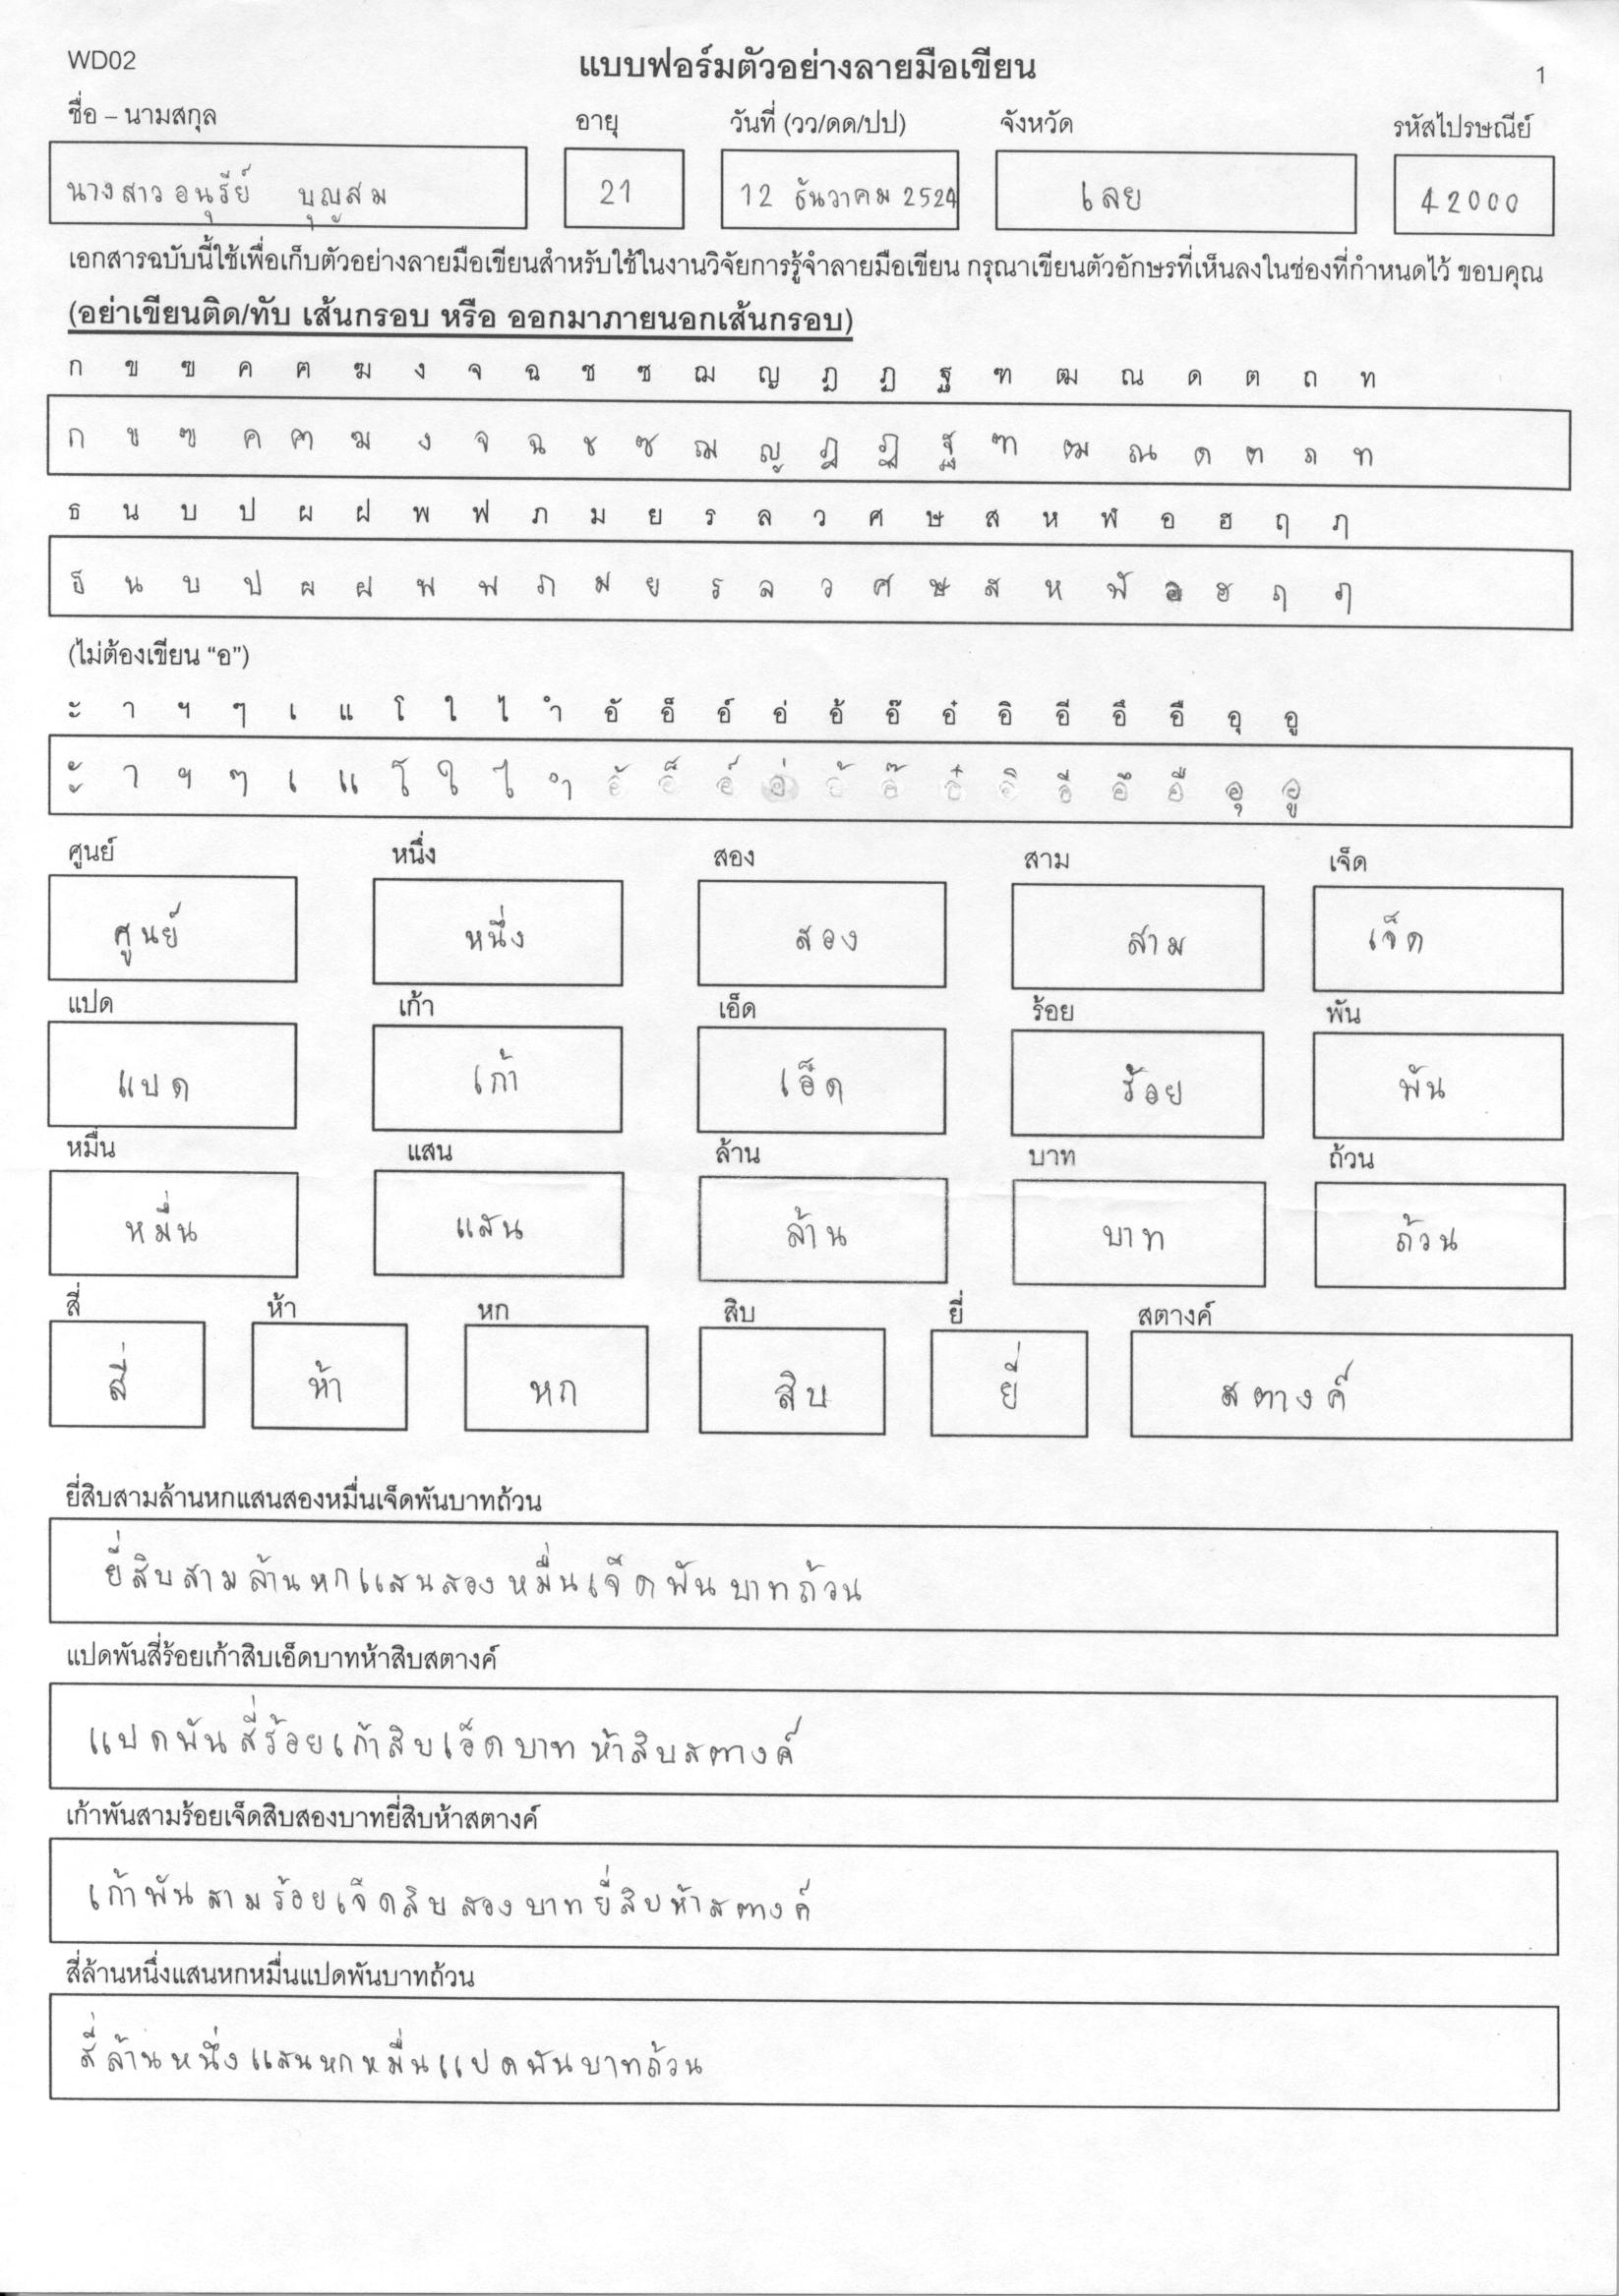 WD02
แบบฟอร์มตัวอย่างลายมือเขียน
1
ชื่อ – นามสกุล อายุ วันที่ (วว/ดด/ปป) จังหวัด รหัสไปรษณีย์
นางสาวอนุรีย์ บุญสม 21 12 ธันวาคม 2524 เลย 42000
เอกสารฉบับนี้ใช้เพื่อเก็บตัวอย่างลายมือเขียนสำหรับใช้ในงานวิจัยการรู้จำลายมือเขียน กรุณาเขียนตัวอักษรที่เห็นลงในช่องที่กำหนดไว้ ขอบคุณ
(อย่าเขียนติด/ทับ เส้นกรอบ หรือ ออกมาภายนอกเส้นกรอบ)
ก ข ฃ ค ฅ ฆ ง จ ฉ ช ซ ฌ ญ ฎ ฏ ฐ ฑ ฒ ณ ด ต ถ ท
ก ข ฃ ค ฅ ฆ ง จ ฉ ช ซ ฌ ญ ฎ ฏ ฐ ฑ ฒ ณ ด ต ถ ท
ธ น บ ป ผ ฝ พ ฟ ภ ม ย ร ล ว ศ ษ ส ห ฬ อ ฮ ฤ ฦ
ธ น บ ป ผ ฝ พ ฟ ภ ม ย ร ล ว ศ ษ ส ห ฬ อ ฮ ฤ ฦ
(ไม่ต้องเขียน “อ”)
ะ า ฯ ๆ เ แ โ ใ ไ ำ อั อ็ อ์ อ่ อ้ อ๊ อ๋ อิ อี อึ อื อุ อู
ะ า ฯ ๆ เ แ โ ใ ไ ำ อั อ็ อ์ อ่ อ้ อ๊ อ๋ อิ อี อึ อื อุ อู
ศูนย์ หนึ่ง สอง สาม เจ็ด
ศูนย์ หนึ่ง สอง สาม เจ็ด
แปด เก้า เอ็ด ร้อย พัน
แปด เก้า เอ็ด ร้อย พัน
หมื่น แสน ล้าน บาท ถ้วน
หมื่น แสน ล้าน บาท ถ้วน
สี่ ห้า หก สิบ ยี่ สตางค์
สี่ ห้า หก สิบ ยี่ สตางค์
ยี่สิบสามล้านหกแสนสองหมื่นเจ็ดพันบาทถ้วน
ยี่สิบสามล้านหกแสนสองหมื่นเจ็ดพันบาทถ้วน
แปดพันสี่ร้อยเก้าสิบเอ็ดบาทห้าสิบสตางค์
แปดพันสี่ร้อยเก้าสิบเอ็ดบาทห้าสิบสตางค์
เก้าพันสามร้อยเจ็ดสิบสองบาทยี่สิบห้าสตางค์
เก้าพันสามร้อยเจ็ดสิบสองบาทยี่สิบห้าสตางค์
สี่ล้านหนึ่งแสนหกหมื่นแปดพันบาทถ้วน
สี่ล้านหนึ่งแสนหกหมื่นแปดพันบาทถ้วน